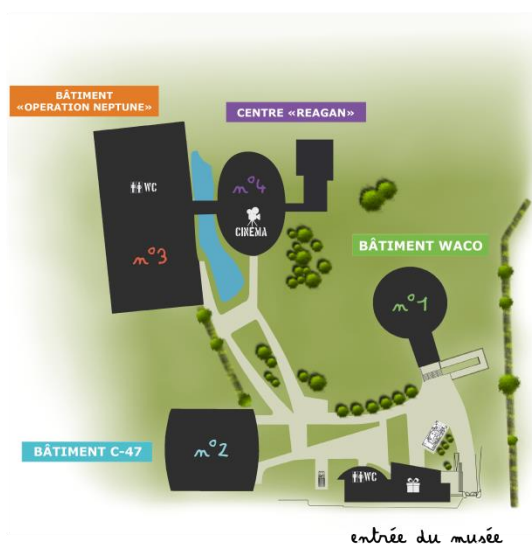 BÂTIMENT
«OPERATION NEPTUNE»
CENTRE «REAGAN»
WC
n°4
CINÉMA
n°3
BÂTIMENT WACO
n°1
BÂTIMENT C-47
n°2
WC
entrée du musée